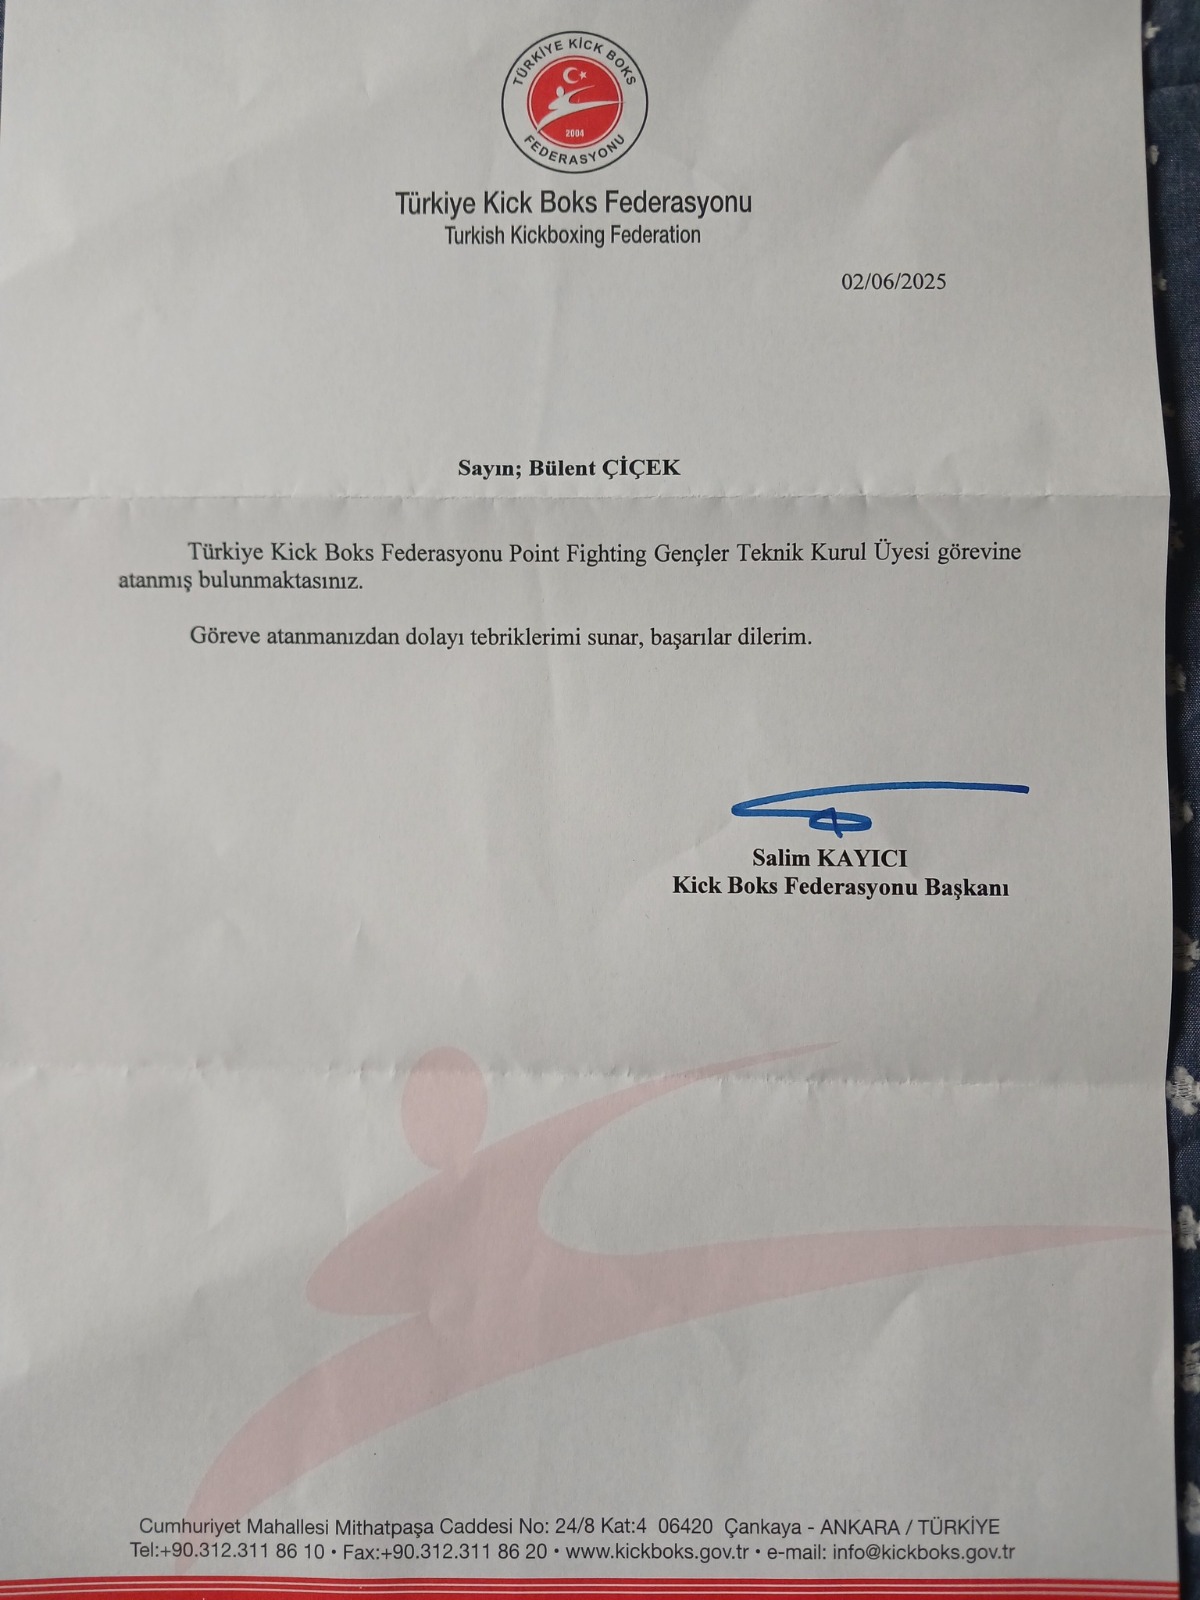 TÜRKİYE KİCK BOKS
2004
FEDERASYONU
Türkiye Kick Boks Federasyonu
Turkish Kickboxing Federation
02/06/2025
Sayın; Bülent ÇİÇEK
Türkiye Kick Boks Federasyonu Point Fighting Gençler Teknik Kurul Üyesi görevine
atanmış bulunmaktasınız.
Göreve atanmanızdan dolayı tebriklerimi sunar, başarılar dilerim.
Salim KAYICI
Kick Boks Federasyonu Başkanı
Cumhuriyet Mahallesi Mithatpaşa Caddesi No: 24/8 Kat:4 06420 Çankaya - ANKARA / TÜRKİYE
Tel:+90.312.311 86 10 • Fax:+90.312.311 86 20 • www.kickboks.gov.tr • e-mail: info@kickboks.gov.tr